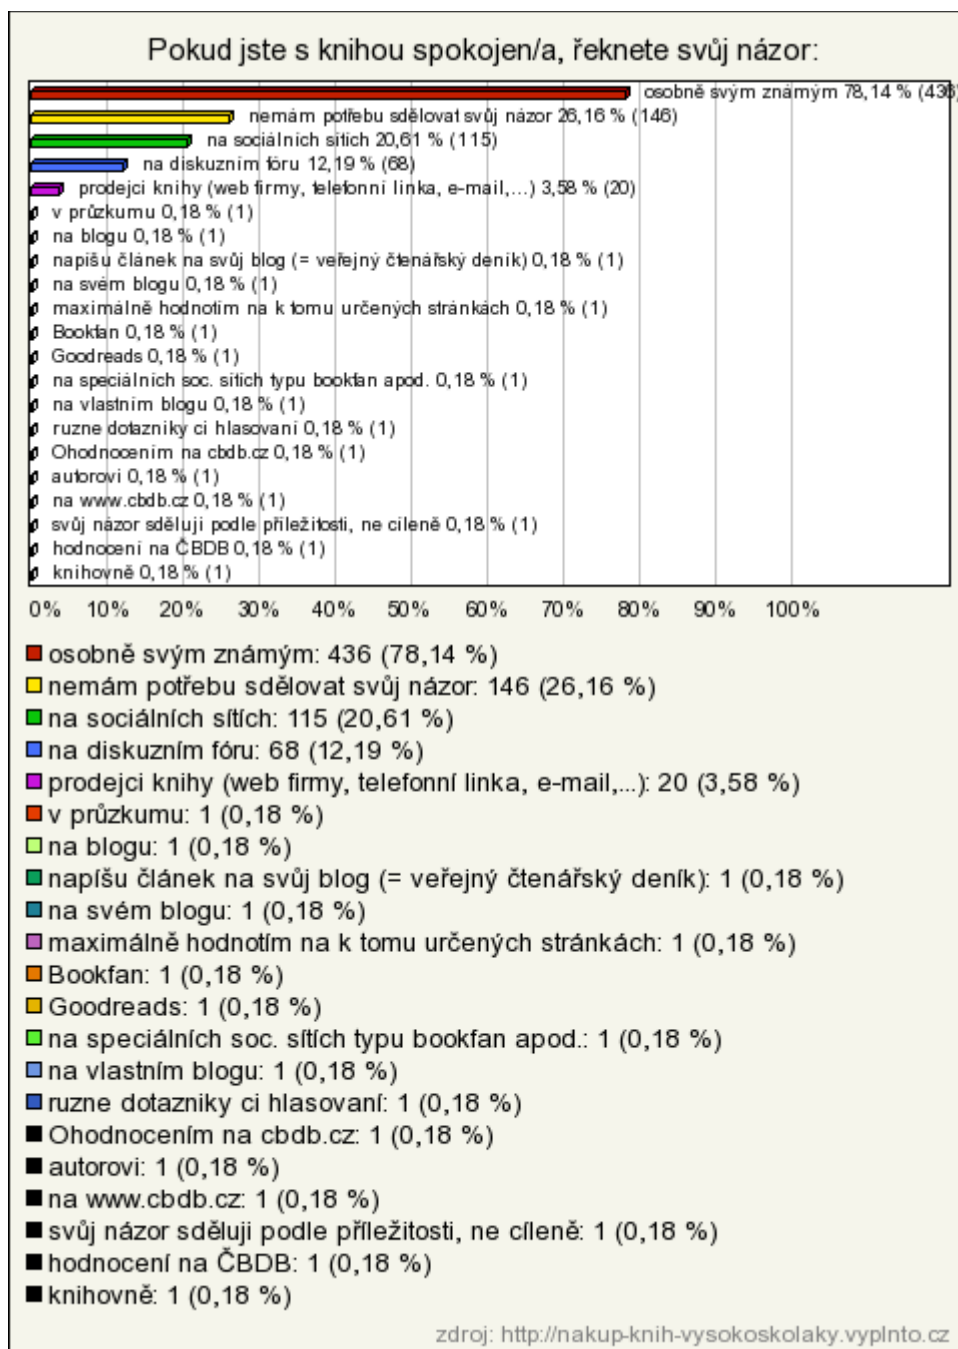 Pokud jste s knihou spokojen/a, řeknete svůj názor:
osobně svým známým 78,14 % (436)
nemám potřebu sdělovat svůj názor 26,16 % (146)
na sociálních sítích 20,61 % (115)
na diskuzním fóru 12,19 % (68)
prodejci knihy (web firmy, telefonní linka, e-mail,...) 3,58 % (20)
v průzkumu 0,18 % (1)
na blogu 0,18 % (1)
napíšu článek na svůj blog (= veřejný čtenářský deník) 0,18 % (1)
na svém blogu 0,18 % (1)
maximálně hodnotím na k tomu určených stránkách 0,18 % (1)
Bookfan 0,18 % (1)
Goodreads 0,18 % (1)
na speciálních soc. sítích typu bookfan apod. 0,18 % (1)
na vlastním blogu 0,18 % (1)
ruzne dotazniky ci hlasovaní 0,18 % (1)
Ohodnocením na cbdb.cz 0,18 % (1)
autorovi 0,18 % (1)
na www.cbdb.cz 0,18 % (1)
svůj názor sděluji podle příležitosti, ne cíleně 0,18 % (1)
hodnocení na ČBDB 0,18 % (1)
knihovně 0,18 % (1)
0% 10% 20% 30% 40% 50% 60% 70% 80% 90% 100%
osobně svým známým: 436 (78,14 %)
nemám potřebu sdělovat svůj názor: 146 (26,16 %)
na sociálních sítích: 115 (20,61 %)
na diskuzním fóru: 68 (12,19 %)
prodejci knihy (web firmy, telefonní linka, e-mail,...): 20 (3,58 %)
v průzkumu: 1 (0,18 %)
na blogu: 1 (0,18 %)
napíšu článek na svůj blog (= veřejný čtenářský deník): 1 (0,18 %)
na svém blogu: 1 (0,18 %)
maximálně hodnotím na k tomu určených stránkách: 1 (0,18 %)
Bookfan: 1 (0,18 %)
Goodreads: 1 (0,18 %)
na speciálních soc. sítích typu bookfan apod.: 1 (0,18 %)
na vlastním blogu: 1 (0,18 %)
ruzne dotazniky ci hlasovaní: 1 (0,18 %)
Ohodnocením na cbdb.cz: 1 (0,18 %)
autorovi: 1 (0,18 %)
na www.cbdb.cz: 1 (0,18 %)
svůj názor sděluji podle příležitosti, ne cíleně: 1 (0,18 %)
hodnocení na ČBDB: 1 (0,18 %)
knihovně: 1 (0,18 %)
zdroj: http://nakup-knih-vysokoskolaky.vyplnto.cz